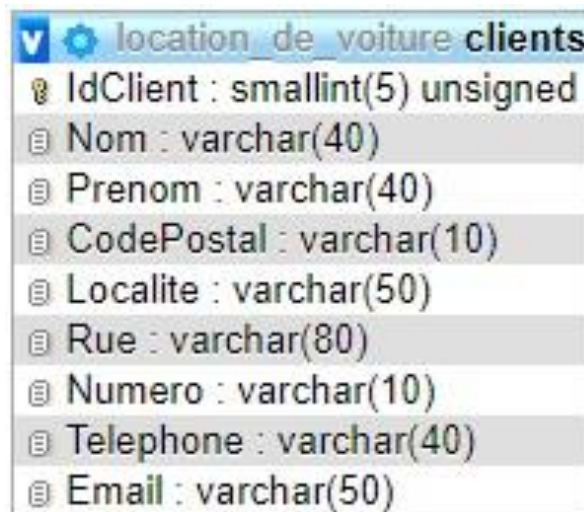 v location_de_voiture clients
IdClient : smallint(5) unsigned
Nom : varchar(40)
Prenom : varchar(40)
CodePostal : varchar(10)
Localite : varchar(50)
Rue : varchar(80)
Numero : varchar(10)
Telephone : varchar(40)
Email : varchar(50)